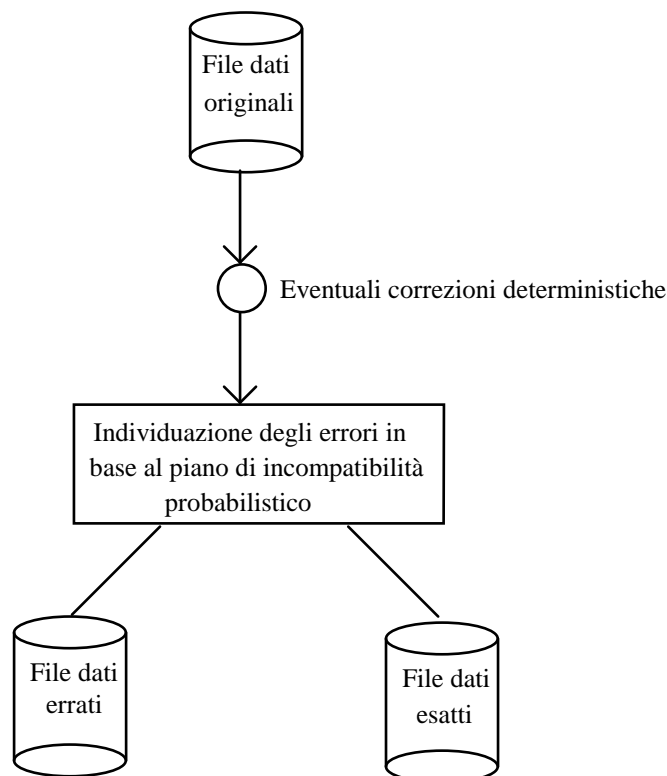 File dati
originali
Eventuali correzioni deterministiche
Individuazione degli errori in
base al piano di incompatibilità
probabilistico
File dati
errati
File dati
esatti